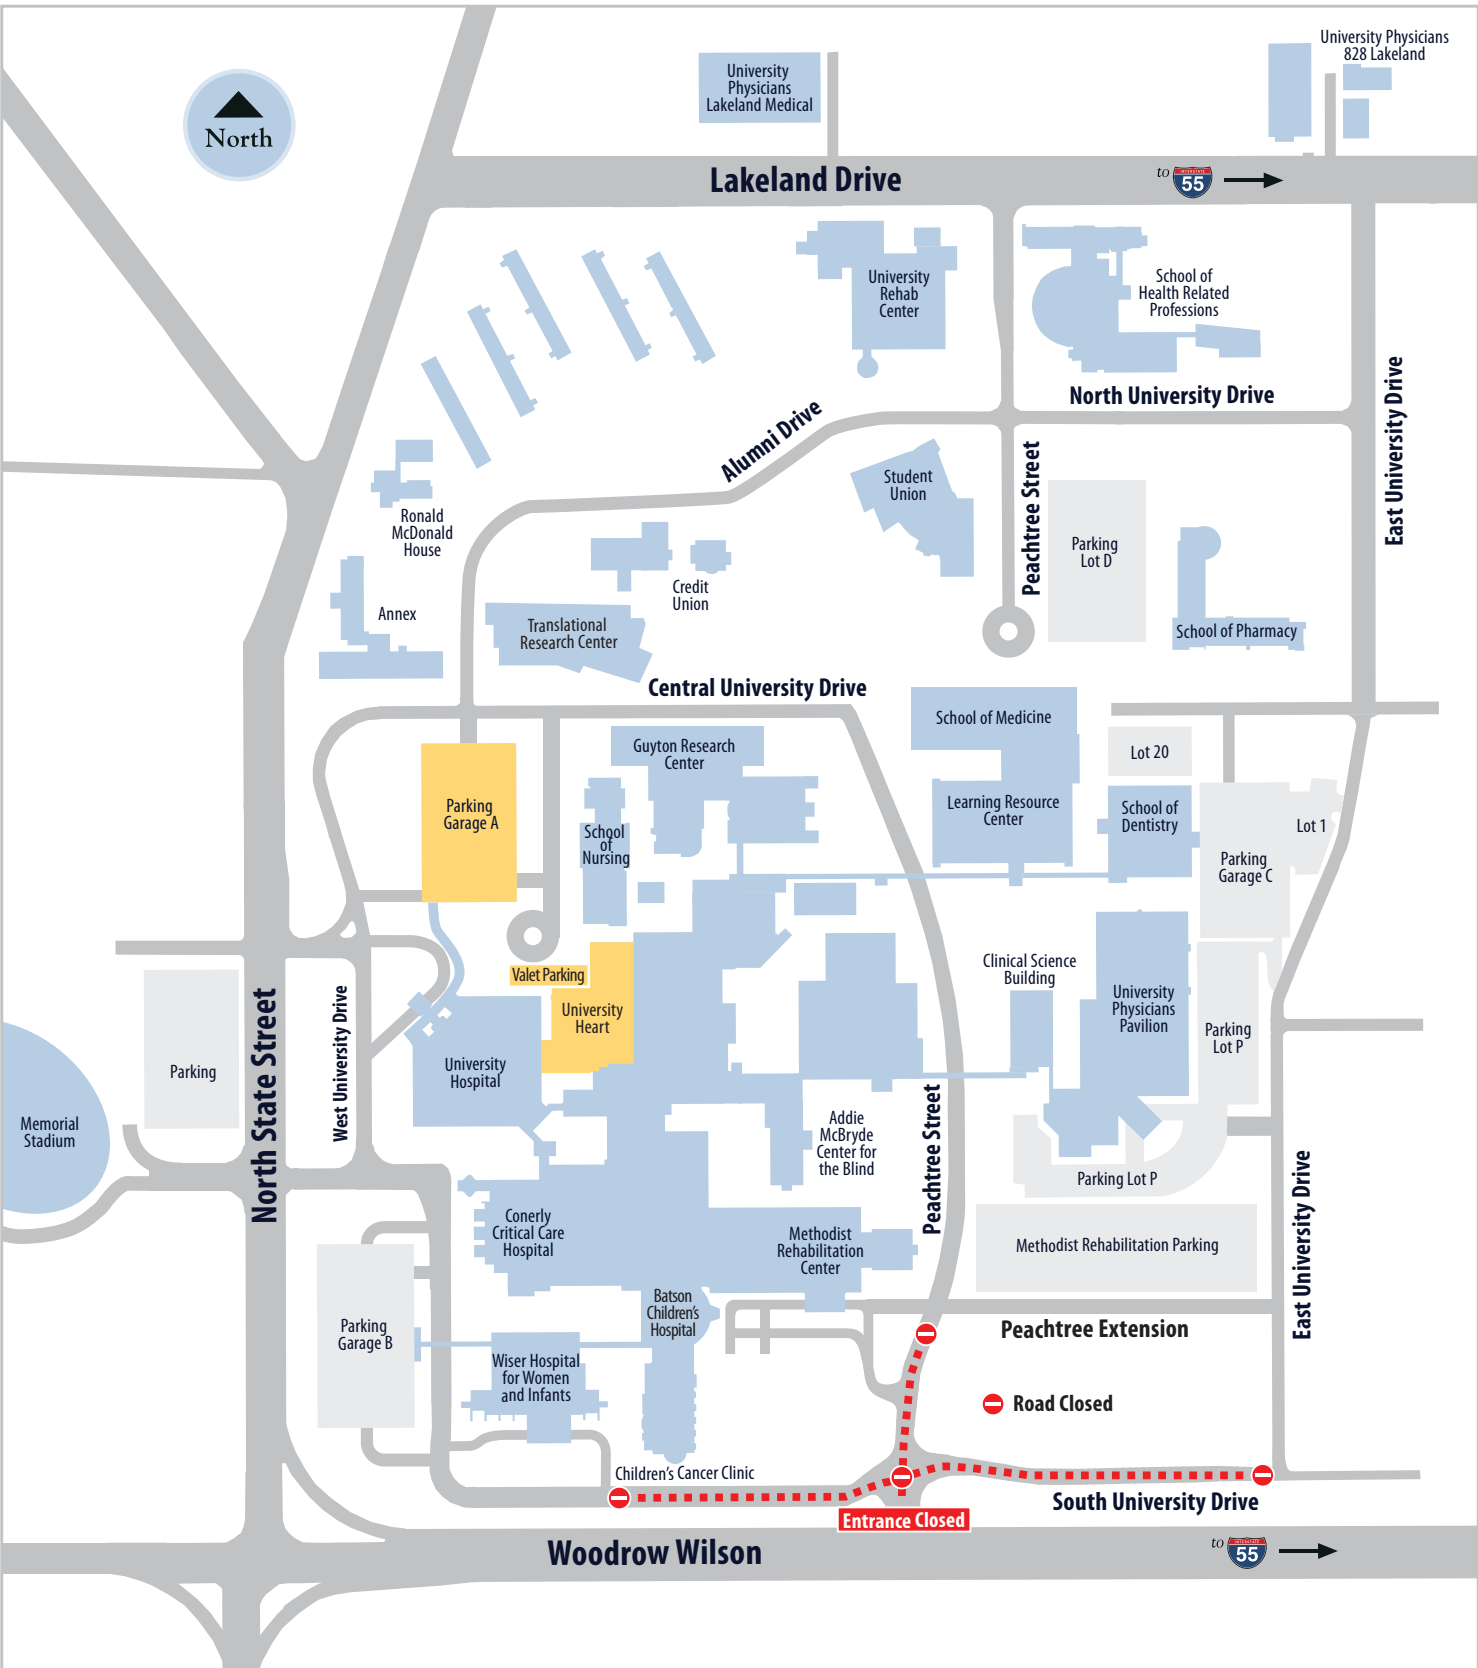 University Physicians
828 Lakeland
University
Physicians
Lakeland Medical
North
Lakeland Drive
to
INTERSTATE
55
University
Rehab
Center
School of
Health Related
Professions
North University Drive
East University Drive
Alumni Drive
Student
Union
Peachtree Street
Parking
Lot D
Ronald
McDonald
House
Credit
Union
Annex
Translational
Research Center
School of Pharmacy
Central University Drive
School of Medicine
Guyton Research
Center
Lot 20
Parking
Garage A
School
of
Nursing
Learning Resource
Center
School of
Dentistry
Lot 1
Parking
Garage C
Valet Parking
University
Heart
Clinical Science
Building
University
Physicians
Pavilion
Parking
Lot P
North State Street
West University Drive
Parking
University
Hospital
Memorial
Stadium
Addie
McBryde
Center for
the Blind
Peachtree Street
Parking Lot P
East University Drive
Conerly
Critical Care
Hospital
Methodist
Rehabilitation
Center
Methodist Rehabilitation Parking
Batson
Children's
Hospital
Parking
Garage B
Peachtree Extension
Wiser Hospital
for Women
and Infants
Road Closed
Children's Cancer Clinic
South University Drive
Entrance Closed
Woodrow Wilson
to
INTERSTATE
55